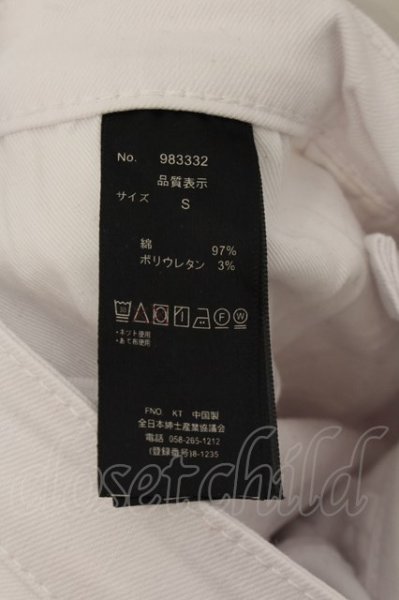 No. 983332
品質表示
サイズ S
綿 97%
ポリウレタン 3%
・ネット使用
・あて布使用
FNO KT 中国製
全日本紳士産業協議会
電話 058-265-1212
(登録番号)8-1235
closet child